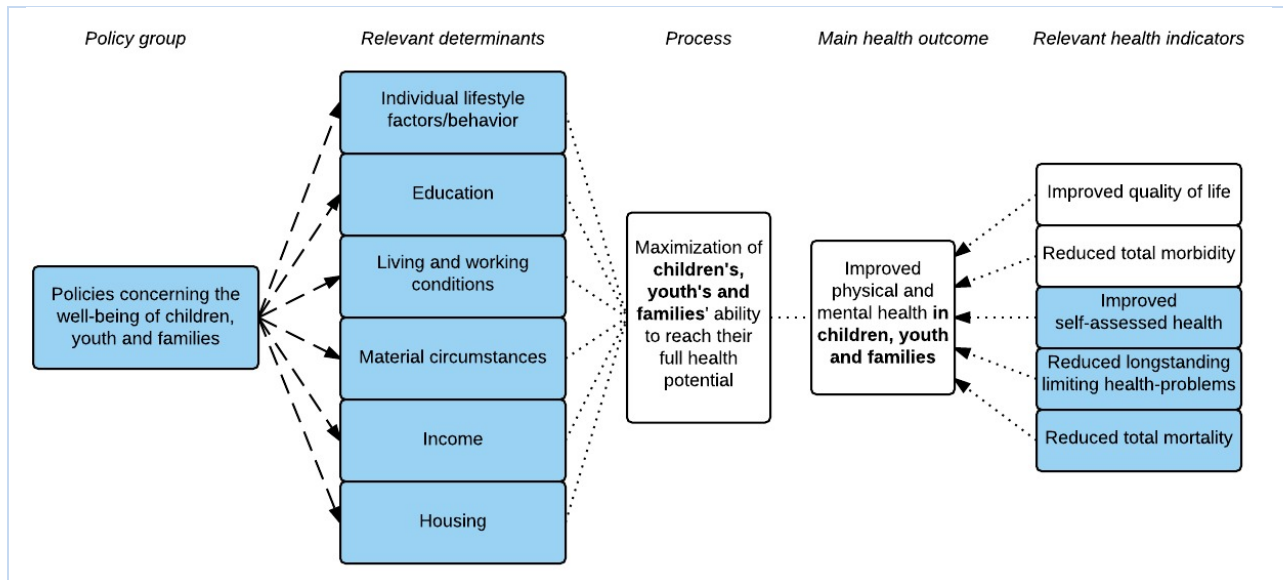 Policy group
Relevant determinants
Process
Main health outcome
Relevant health indicators
Policies concerning the
well-being of children,
youth and families
Individual lifestyle
factors/behavior
Education
Living and working
conditions
Material circumstances
Income
Housing
Maximization of
children's,
youth's and
families' ability
to reach their
full health
potential
Improved
physical and
mental health in
children, youth
and families
Improved quality of life
Reduced total morbidity
Improved
self-assessed health
Reduced longstanding
limiting health-problems
Reduced total mortality